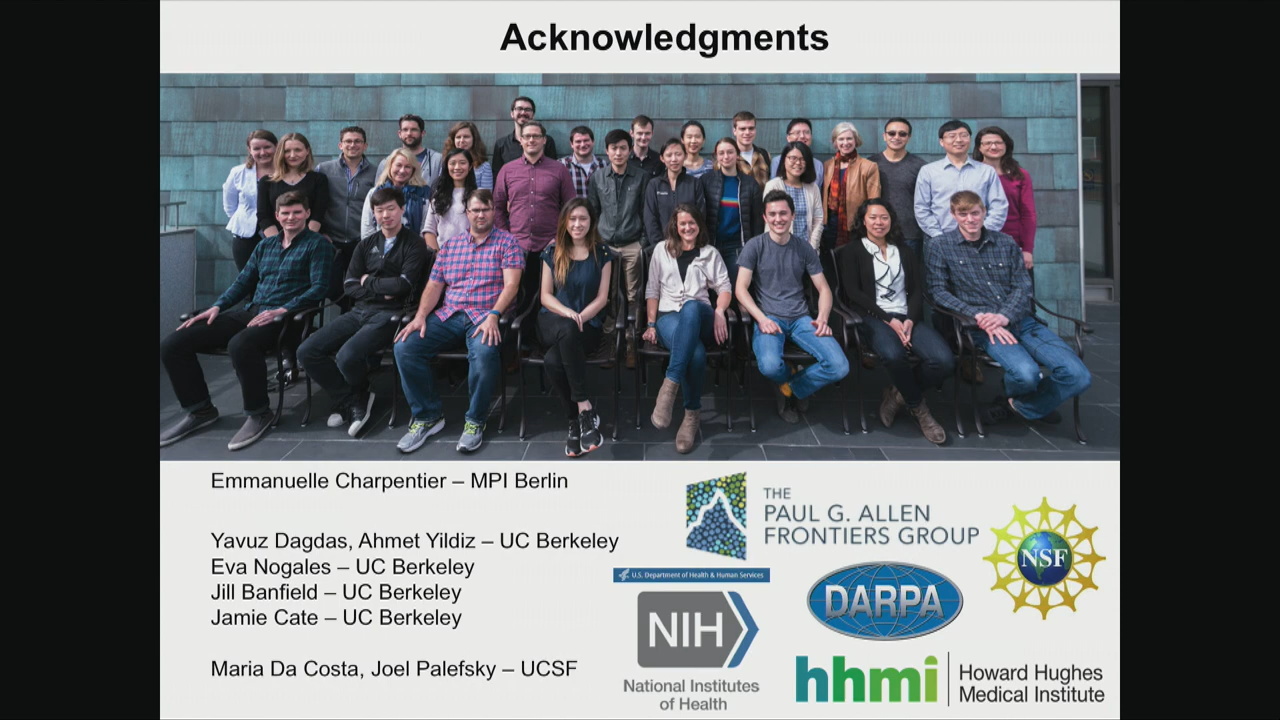 Acknowledgments
Emmanuelle Charpentier – MPI Berlin
Yavuz Dagdas, Ahmet Yildiz – UC Berkeley
Eva Nogales – UC Berkeley
Jill Banfield – UC Berkeley
Jamie Cate – UC Berkeley
Maria Da Costa, Joel Palefsky – UCSF
THE
PAUL G. ALLEN
FRONTIERS GROUP
NSF
U.S. Department of Health & Human Services
NIH
National Institutes
of Health
DARPA
hhmi
Howard Hughes
Medical Institute